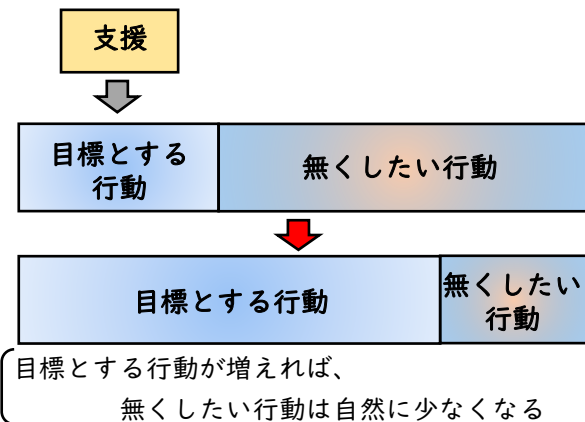 支援
目標とする
行動
無くしたい行動
目標とする行動
無くしたい
行動
目標とする行動が増えれば、
無くしたい行動は自然に少なくなる